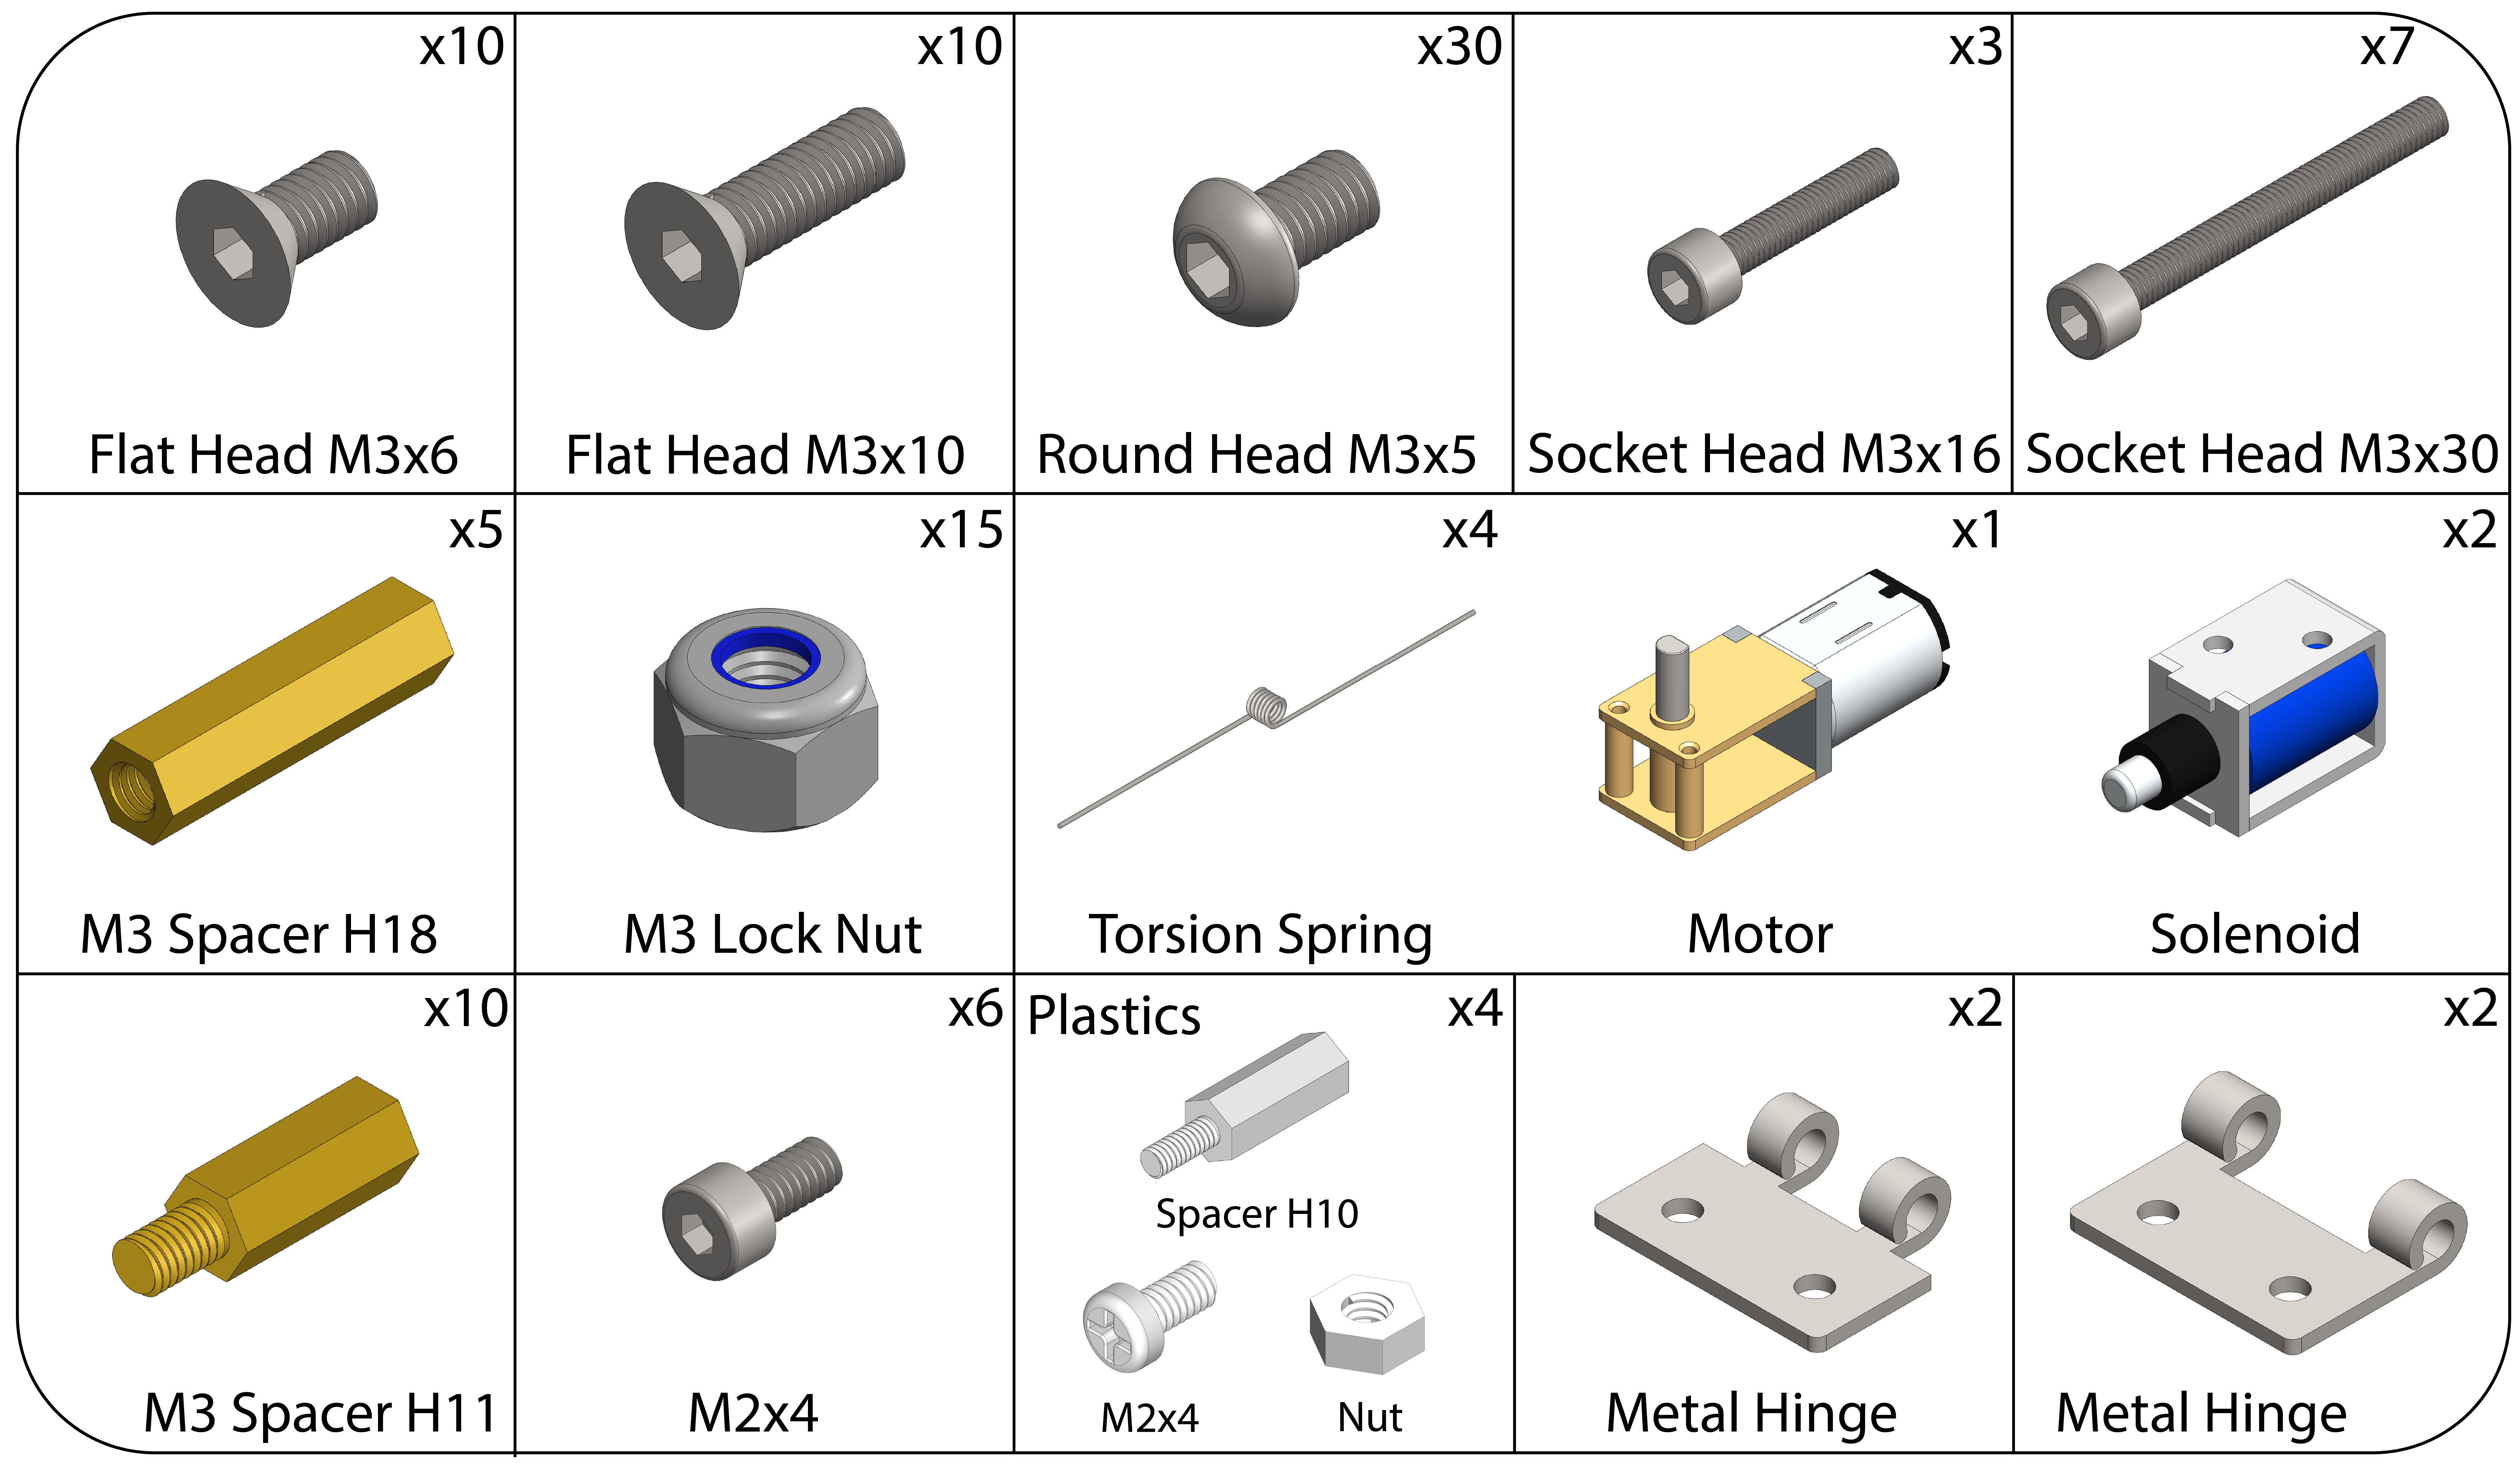 x10
Flat Head M3x6
x10
Flat Head M3x10
x30
Round Head M3x5
x3
Socket Head M3x16
x7
Socket Head M3x30
x5
M3 Spacer H18
x15
M3 Lock Nut
x4
Torsion Spring
x1
Motor
x2
Solenoid
x10
M3 Spacer H11
x6
M2x4
Plastics
x4
Spacer H10
M2x4
Nut
x2
Metal Hinge
x2
Metal Hinge